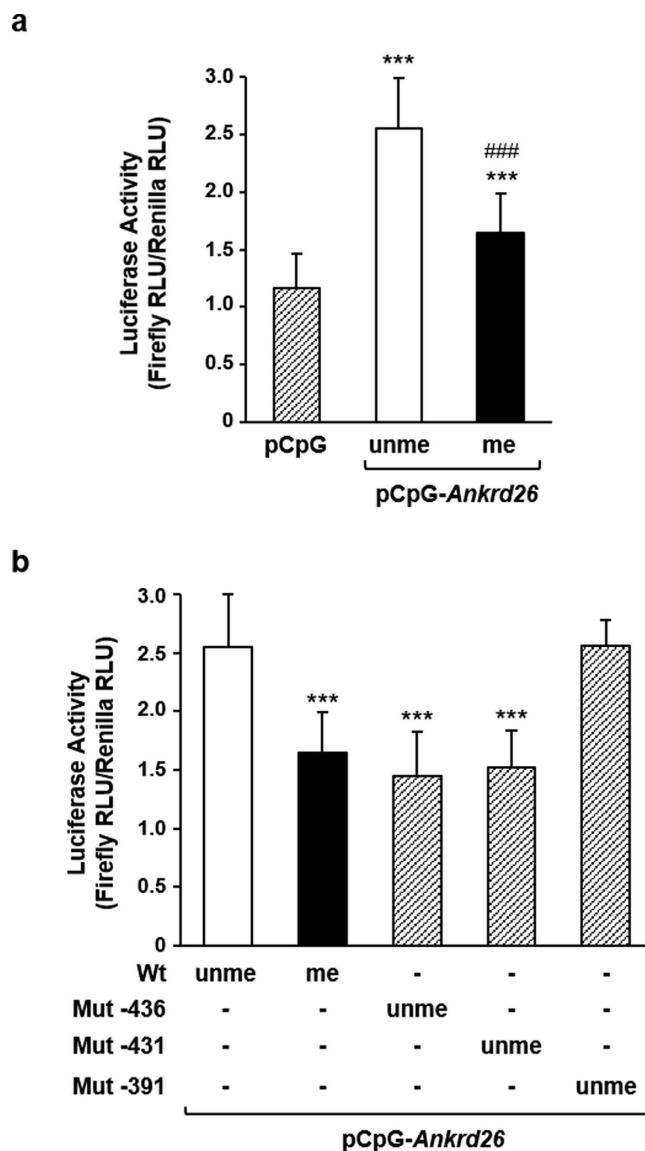 a
Luciferase Activity
(Firefly RLU/Renilla RLU)
3.0
2.5
2.0
1.5
1.0
0.5
0
***
###
***
pCpG unme me
pCpG-Ankrd26
b
Luciferase Activity
(Firefly RLU/Renilla RLU)
3.0
2.5
2.0
1.5
1.0
0.5
0
*** *** ***
Wt unme me - - -
Mut -436 - - unme - -
Mut -431 - - - unme -
Mut -391 - - - - unme
pCpG-Ankrd26